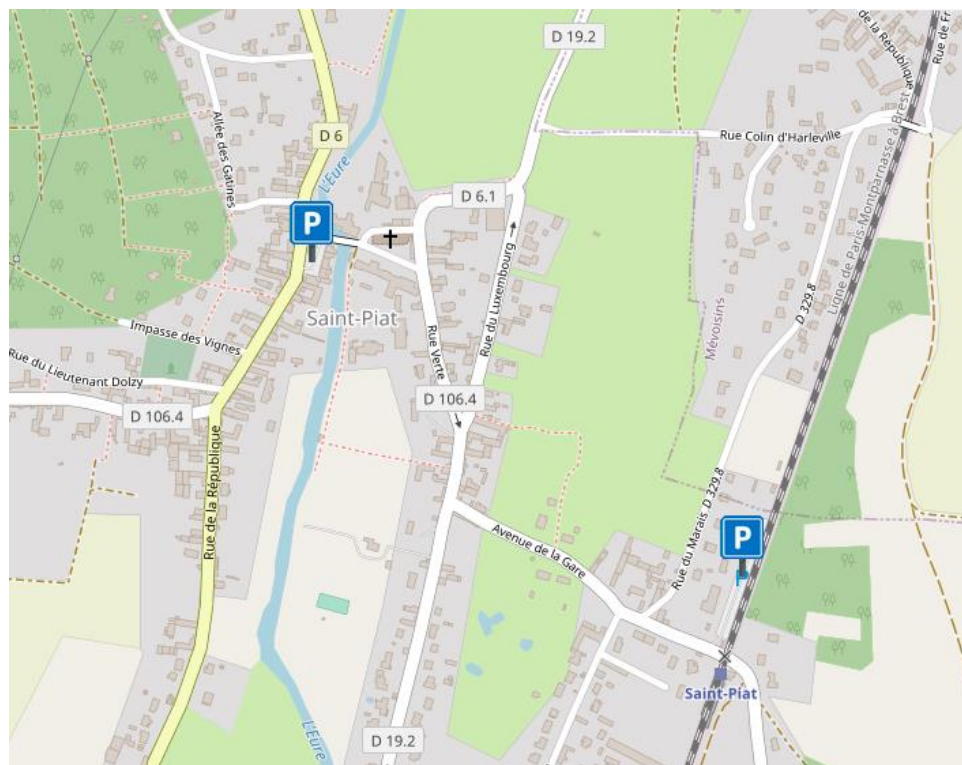 D 19.2
de la République
Rue de Fr
D 6
Allée des Gatines
L'Eure
Rue Colin d'Harleville
Ligne de Paris-Montparnasse à Brest
D 6.1
P
Saint-Piat
Rue du Luxembourg
D 329.8
Impasse des Vignes
Rue Verte
Mévoisins
Rue du Lieutenant Dolzy
D 106.4
D 106.4
Rue de la République
Rue du Marais D 329.8
Avenue de la Gare
P
P
Saint-Piat
L'Eure
D 19.2